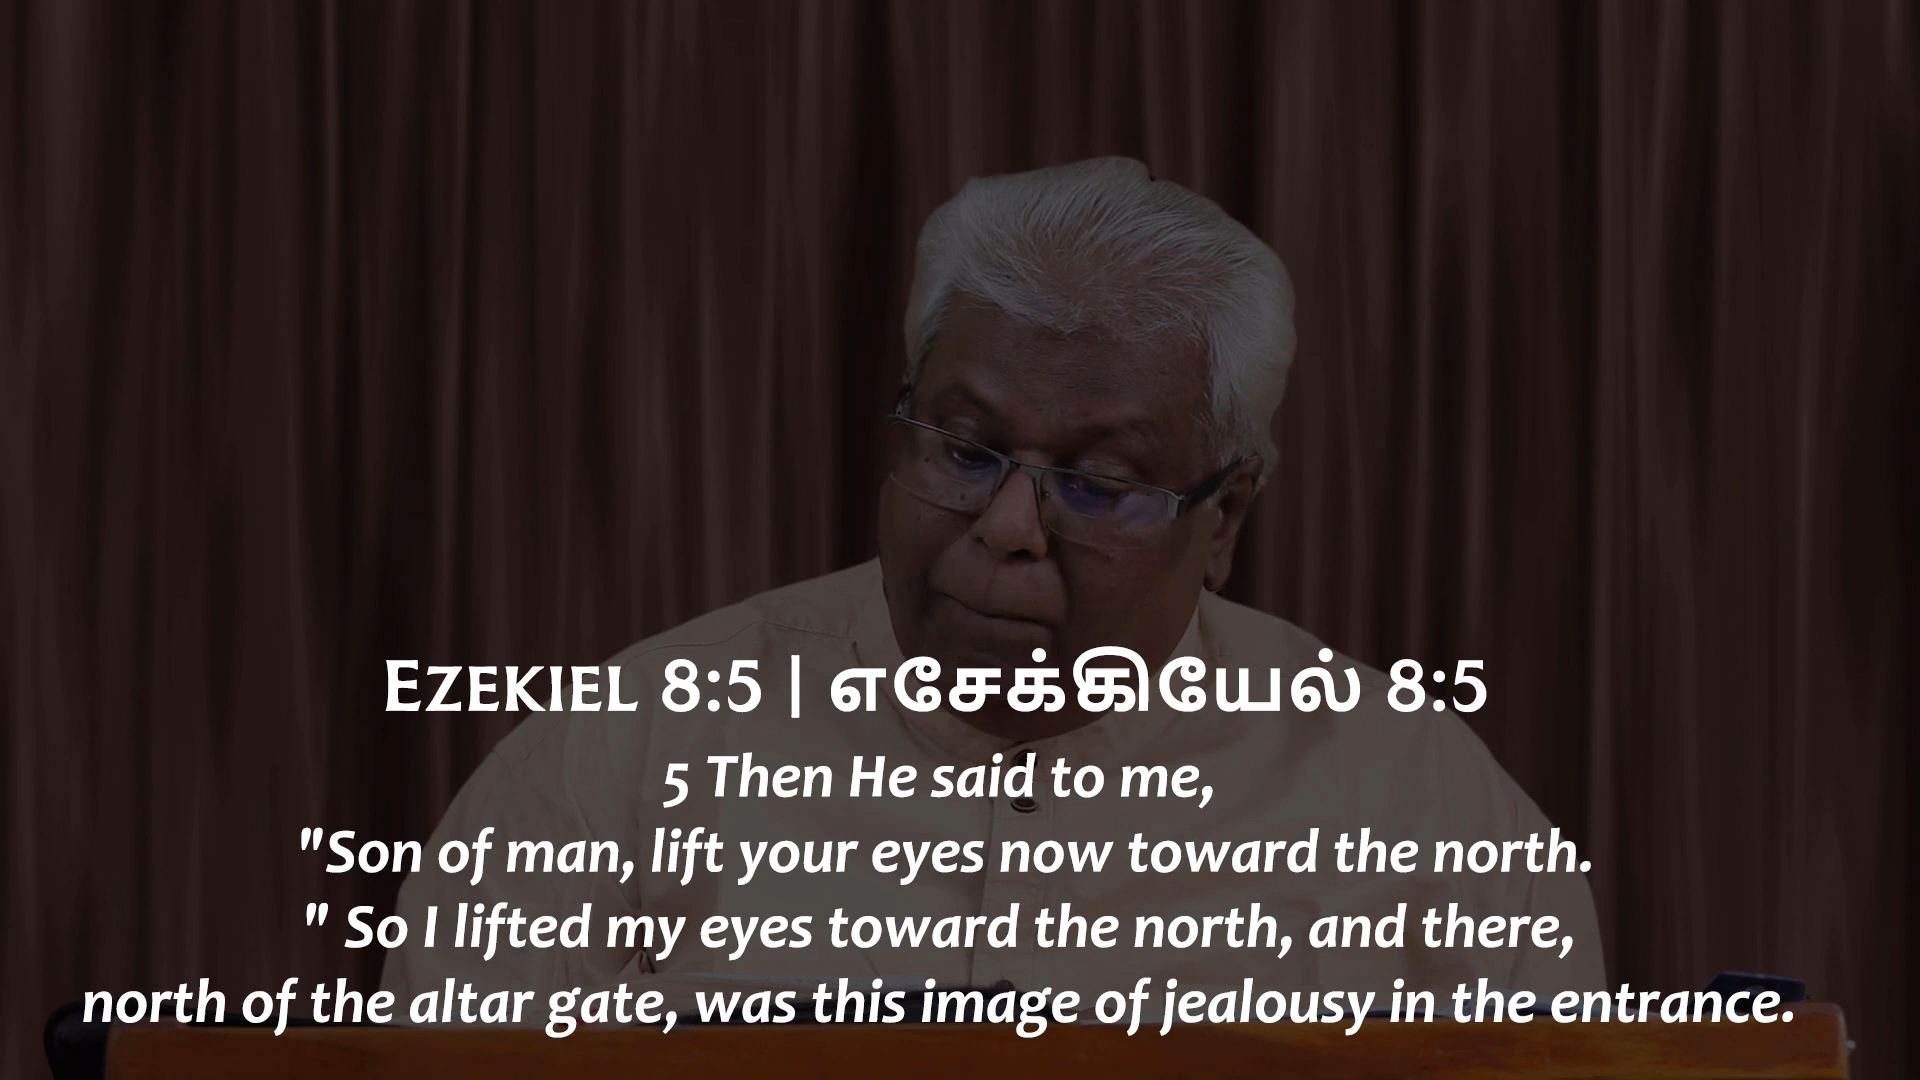 Ezekiel 8:5 | எசேக்கியேல் 8:5
5 Then He said to me,
"Son of man, lift your eyes now toward the north.
" So I lifted my eyes toward the north, and there,
north of the altar gate, was this image of jealousy in the entrance.